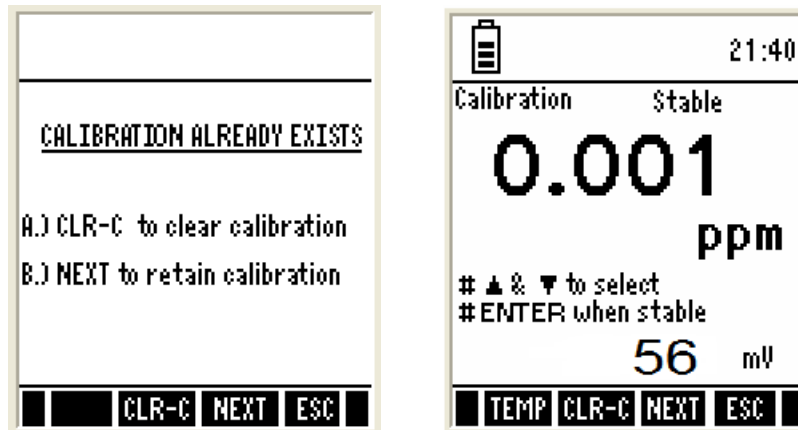 CALIBRATION ALREADY EXISTS
A.) CLR-C to clear calibration
B.) NEXT to retain calibration
CLR-C NEXT ESC
21:40
Calibration Stable
0.001
ppm
# ▲ & ▼ to select
# ENTER when stable
56 mV
TEMP CLR-C NEXT ESC